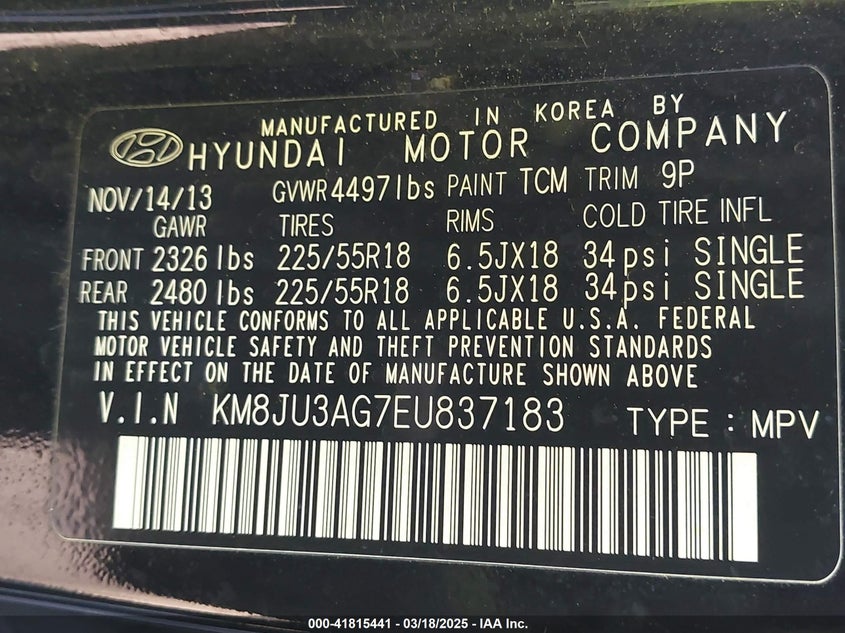 MANUFACTURED IN KOREA BY
HYUNDAI MOTOR COMPANY
NOV/14/13 GVWR 4497lbs PAINT TCM TRIM 9P
GAWR TIRES RIMS COLD TIRE INFL
FRONT 2326 lbs 225/55R18 6.5JX18 34psi SINGLE
REAR 2480 lbs 225/55R18 6.5JX18 34psi SINGLE
THIS VEHICLE CONFORMS TO ALL APPLICABLE U.S.A. FEDERAL
MOTOR VEHICLE SAFETY AND THEFT PREVENTION STANDARDS
IN EFFECT ON THE DATE OF MANUFACTURE SHOWN ABOVE
V.I.N KM8JU3AG7EU837183 TYPE : MPV
000-41815441 - 03/18/2025 - IAA Inc.